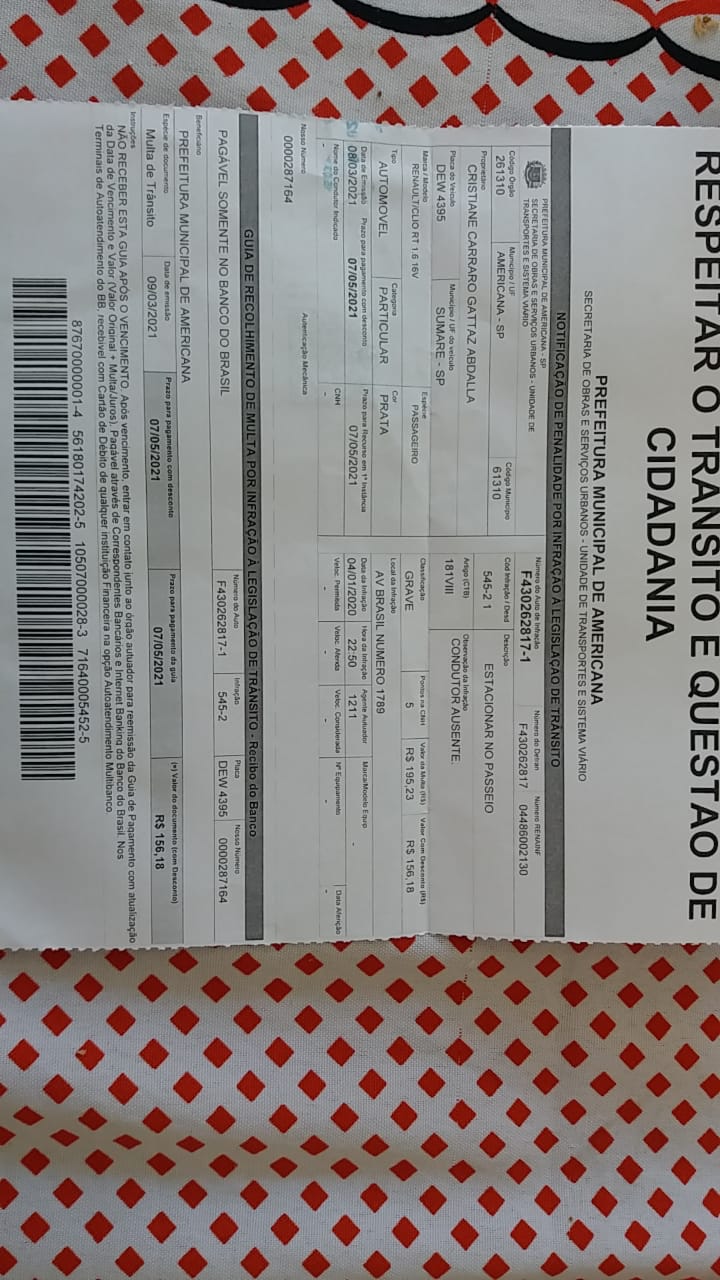 RESPEITAR O TRÂNSITO É QUESTÃO DE
CIDADANIA
PREFEITURA MUNICIPAL DE AMERICANA
SECRETARIA DE OBRAS E SERVIÇOS URBANOS - UNIDADE DE TRANSPORTES E SISTEMA VIÁRIO
NOTIFICAÇÃO DE PENALIDADE POR INFRAÇÃO À LEGISLAÇÃO DE TRÂNSITO
PREFEITURA MUNICIPAL DE AMERICANA - SP
SECRETARIA DE OBRAS E SERVIÇOS URBANOS - UNIDADE DE
TRANSPORTES E SISTEMA VIÁRIO
Código Órgão Município / UF Código Município
261310 AMERICANA - SP 61310
Proprietário
CRISTIANE CARRARO GATTAZ ABDALLA
Placa do Veículo Município / UF do veículo
DEW 4395 SUMARE - SP
Marca / Modelo Espécie
RENAULT/CLIO RT 1.6 16V PASSAGEIRO
Tipo Categoria Cor
AUTOMOVEL PARTICULAR PRATA
Data de Emissão Prazo para pagamento com desconto Prazo para Recurso em 1ª Instância
08/03/2021 07/05/2021 07/05/2021
Nome do Condutor Indicado CNH
- -
Número do Auto de Infração Número do Detran Número RENAINF
F430262817-1 F430262817 04486002130
Cód Infração / Desd Descrição
545-2 1 ESTACIONAR NO PASSEIO
Artigo (CTB) Observação da Infração
181VIII CONDUTOR AUSENTE.
Classificação Pontos na CNH Valor da Multa (R$) Valor Com Desconto (R$)
GRAVE 5 R$ 195,23 R$ 156,18
Local da Infração
AV BRASIL NUMERO 1789
Data da Infração Hora da Infração Agente Autuador Marca/Modelo Equip.
04/01/2020 22:50 1211 -
Veloc. Permitida Veloc. Aferida Veloc. Considerada Nº Equipamento Data Aferição
- - - - -
Nosso Número Autenticação Mecânica
0000287164
GUIA DE RECOLHIMENTO DE MULTA POR INFRAÇÃO À LEGISLAÇÃO DE TRÂNSITO - Recibo do Banco
PAGÁVEL SOMENTE NO BANCO DO BRASIL
Número do Auto Infração Placa Nosso Número
F430262817-1 545-2 DEW 4395 0000287164
Beneficiário
PREFEITURA MUNICIPAL DE AMERICANA
Espécie de documento Data de emissão Prazo para pagamento com desconto Prazo para pagamento da guia (=) Valor do documento (com Desconto)
Multa de Trânsito 09/03/2021 07/05/2021 07/05/2021 R$ 156,18
Instruções
NÃO RECEBER ESTA GUIA APÓS O VENCIMENTO. Após vencimento, entrar em contato junto ao órgão autuador para reemissão da Guia de Pagamento com atualização
da Data de Vencimento e Valor (Valor Original + Multa/Juros). Pagável através de Correspondentes Bancários e Internet Banking do Banco do Brasil. Nos
Terminais de Autoatendimento do BB, recebível com Cartão de Débito de qualquer instituição Financeira na opção Autoatendimento Multibanco.
87670000001-4 56180174202-5 10507000028-3 71640005452-5